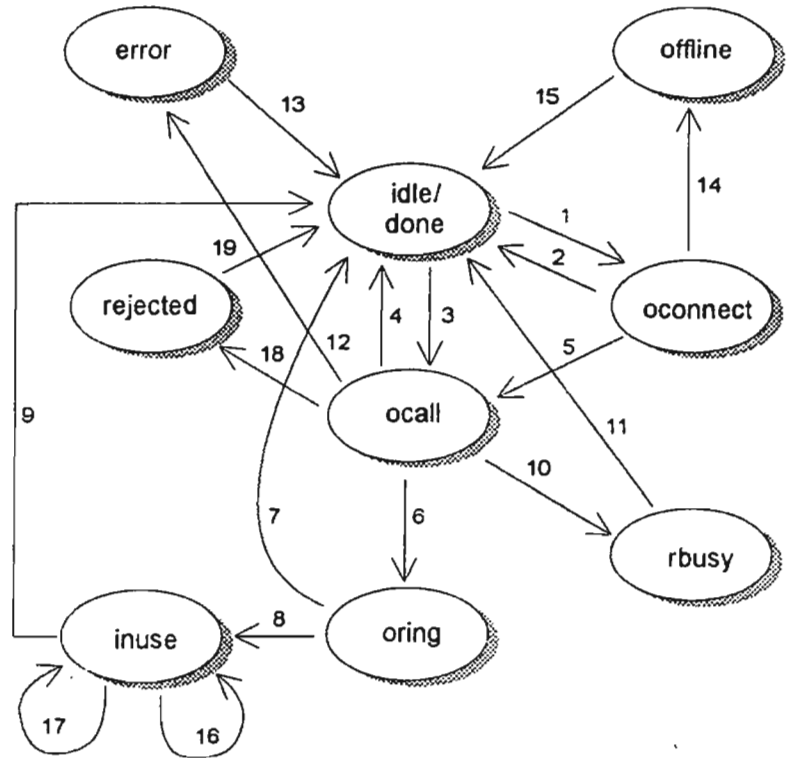 error
offline
13
15
idle/
done
1
14
2
19
rejected
oconnect
4
3
12
5
18
ocall
9
11
10
7
6
rbusy
8
inuse
oring
17
16